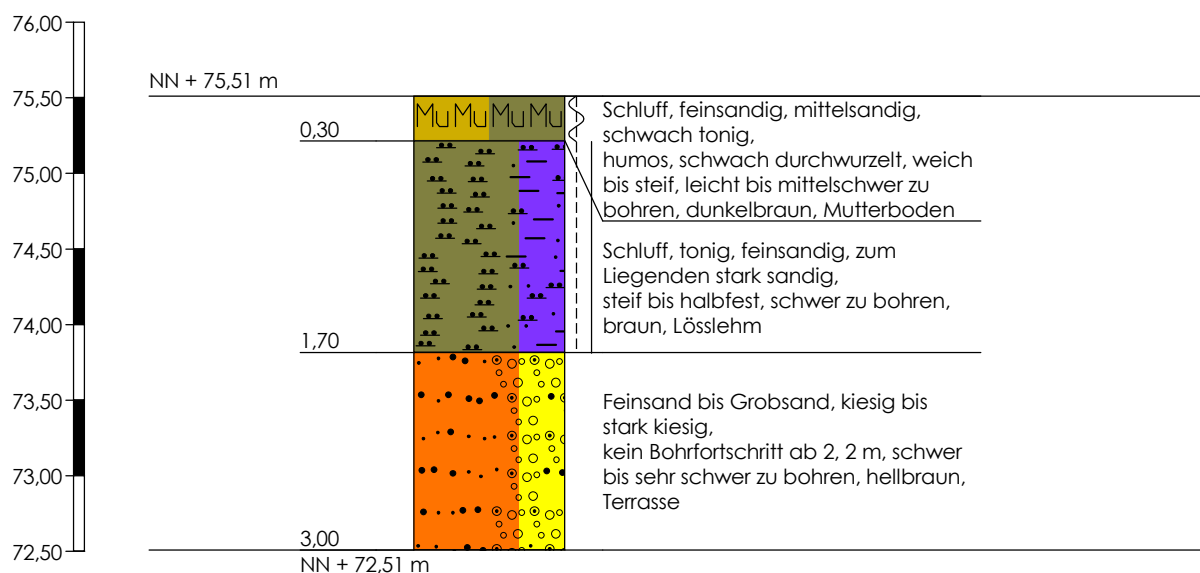 76,00
NN + 75,51 m
75,50
Mu Mu Mu Mu
Schluff, feinsandig, mittelsandig,
schwach tonig,
humos, schwach durchwurzelt, weich
bis steif, leicht bis mittelschwer zu
bohren, dunkelbraun, Mutterboden
0,30
75,00
74,50
Schluff, tonig, feinsandig, zum
Liegenden stark sandig,
steif bis halbfest, schwer zu bohren,
braun, Lösslehm
74,00
1,70
73,50
Feinsand bis Grobsand, kiesig bis
stark kiesig,
kein Bohrfortschritt ab 2, 2 m, schwer
bis sehr schwer zu bohren, hellbraun,
Terrasse
73,00
3,00
72,50
NN + 72,51 m